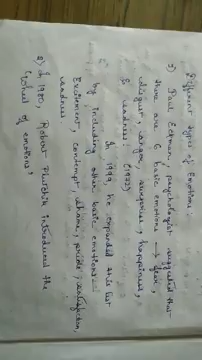 Different types of Emotions:
1) Paul Ekman, psychologist suggested that
there are 6 basic emotions → fear,
disgust, anger, surprise, happiness,
& sadness. (1972)
In 1999, he expanded this list
by including other basic emotions –
Excitement, contempt, shame, pride, satisfaction,
sadness
2) In 1980, Robert Plutchik introduced the
"Wheel of emotions"